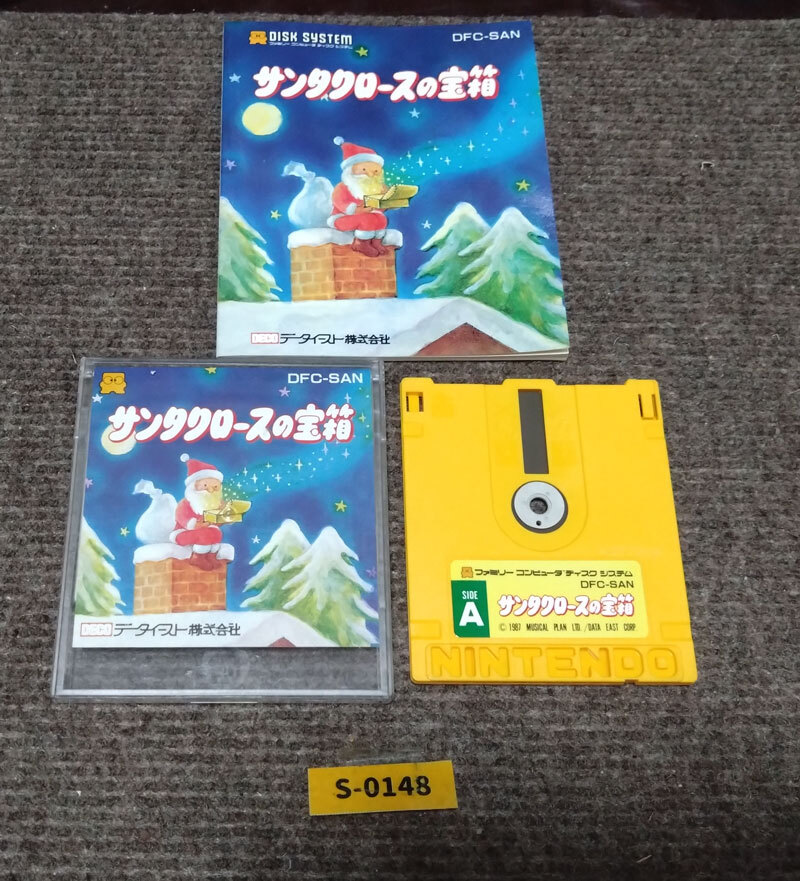 DISK SYSTEM
ファミリー コンピュータ ディスク システム
DFC-SAN
サンタクロースの宝箱
DECO データイースト株式会社
DFC-SAN
サンタクロースの宝箱
DECO データイースト株式会社
ファミリー コンピュータ ディスク システム
DFC-SAN
SIDE
A
サンタクロースの宝箱
© 1987 MUSICAL PLAN LTD./DATA EAST CORP.
NINTENDO
S-0148